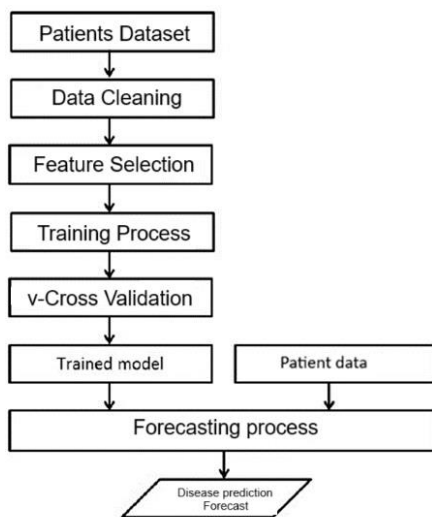 Patients Dataset
Data Cleaning
Feature Selection
Training Process
v-Cross Validation
Trained model
Patient data
Forecasting process
Disease prediction
Forecast